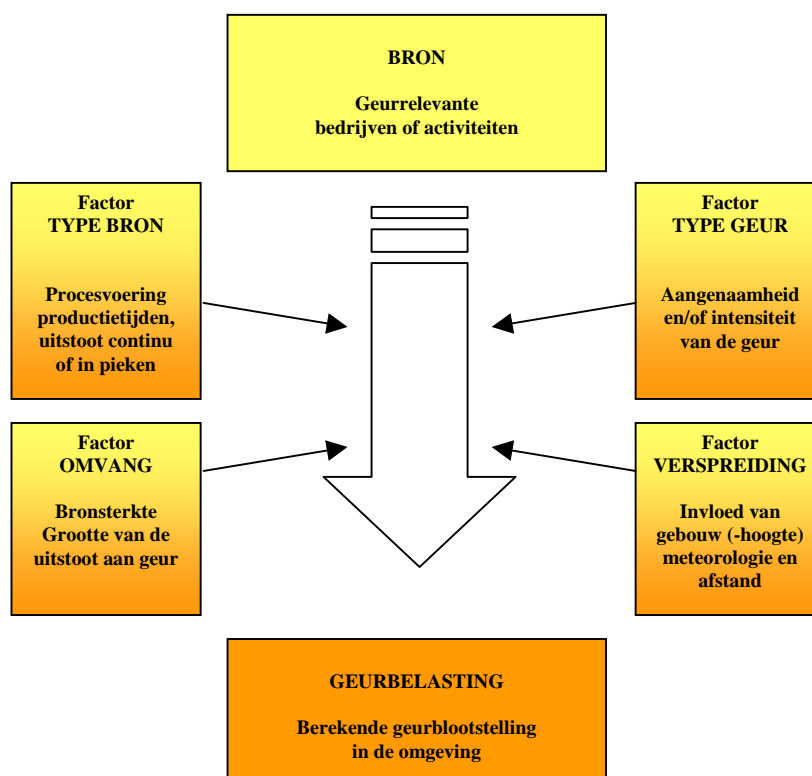 BRON
Geurrelevante
bedrijven of activiteiten
Factor
TYPE BRON
Procesvoering
productietijden,
uitstoot continu
of in pieken
Factor
TYPE GEUR
Aangenaamheid
en/of intensiteit
van de geur
Factor
OMVANG
Bronsterkte
Grootte van de
uitstoot aan geur
Factor
VERSPREIDING
Invloed van
gebouw (-hoogte)
meteorologie en
afstand
GEURBELASTING
Berekende geurblootstelling
in de omgeving